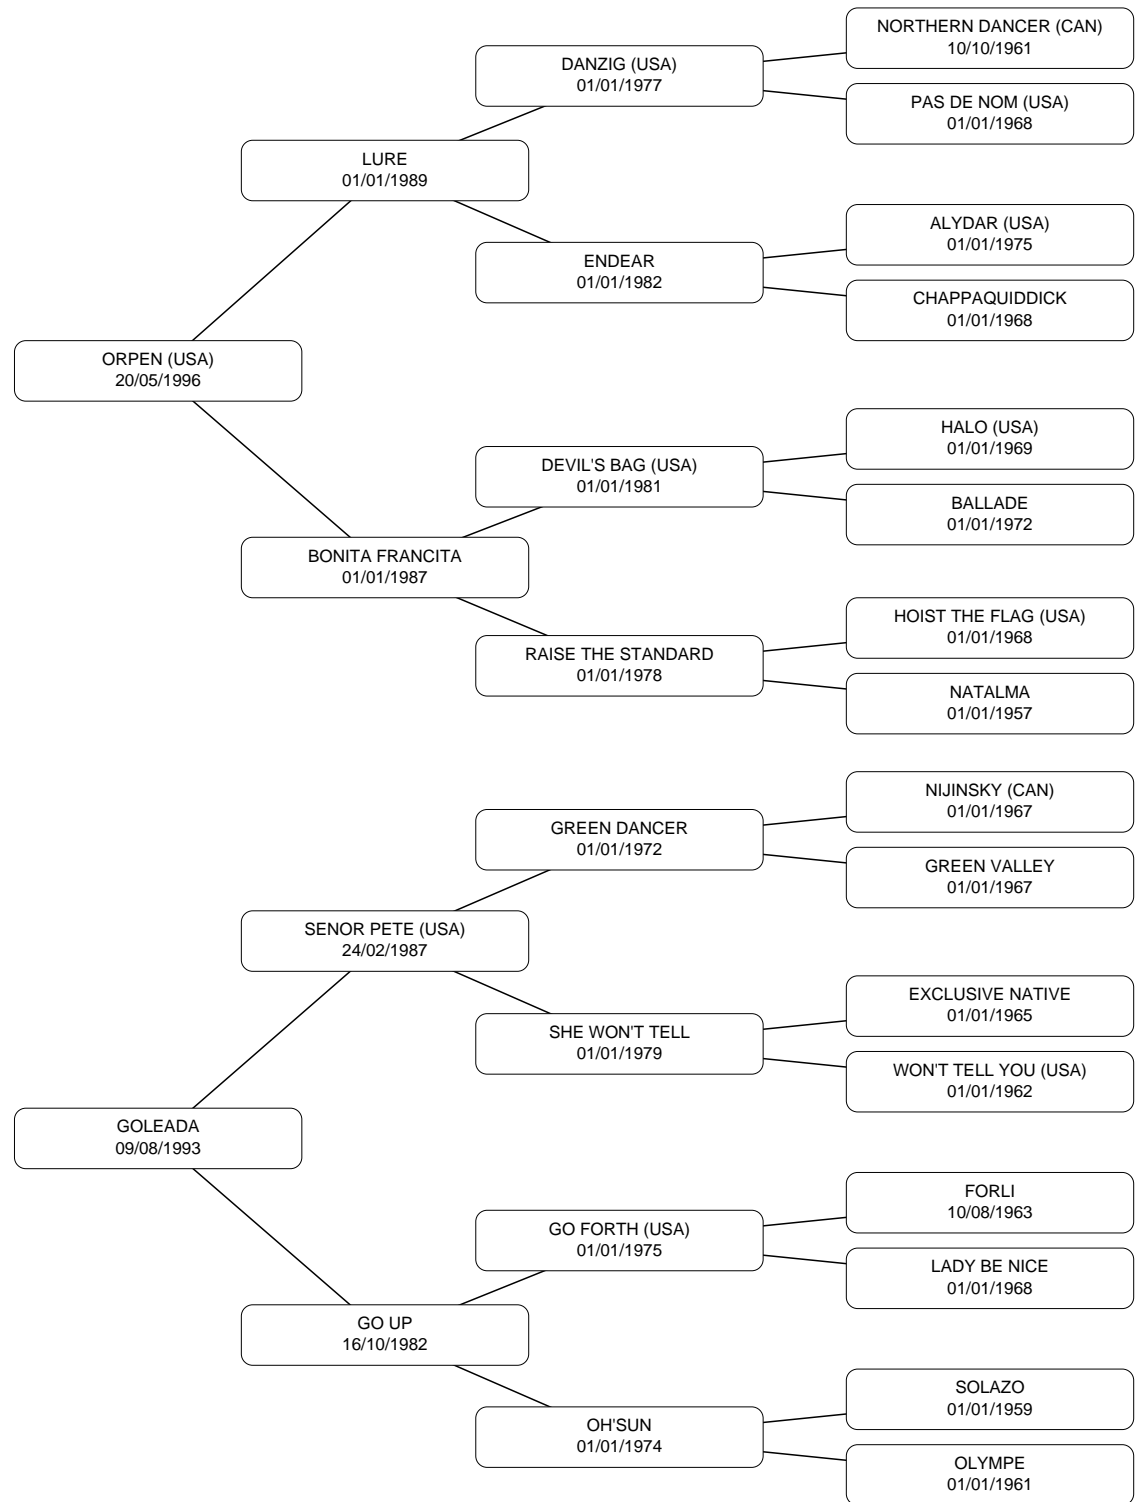 NORTHERN DANCER (CAN)
10/10/1961
DANZIG (USA)
01/01/1977
PAS DE NOM (USA)
01/01/1968
LURE
01/01/1989
ALYDAR (USA)
01/01/1975
ENDEAR
01/01/1982
CHAPPAQUIDDICK
01/01/1968
ORPEN (USA)
20/05/1996
HALO (USA)
01/01/1969
DEVIL'S BAG (USA)
01/01/1981
BALLADE
01/01/1972
BONITA FRANCITA
01/01/1987
HOIST THE FLAG (USA)
01/01/1968
RAISE THE STANDARD
01/01/1978
NATALMA
01/01/1957
NIJINSKY (CAN)
01/01/1967
GREEN DANCER
01/01/1972
GREEN VALLEY
01/01/1967
SENOR PETE (USA)
24/02/1987
EXCLUSIVE NATIVE
01/01/1965
SHE WON'T TELL
01/01/1979
WON'T TELL YOU (USA)
01/01/1962
GOLEADA
09/08/1993
FORLI
10/08/1963
GO FORTH (USA)
01/01/1975
LADY BE NICE
01/01/1968
GO UP
16/10/1982
SOLAZO
01/01/1959
OH'SUN
01/01/1974
OLYMPE
01/01/1961